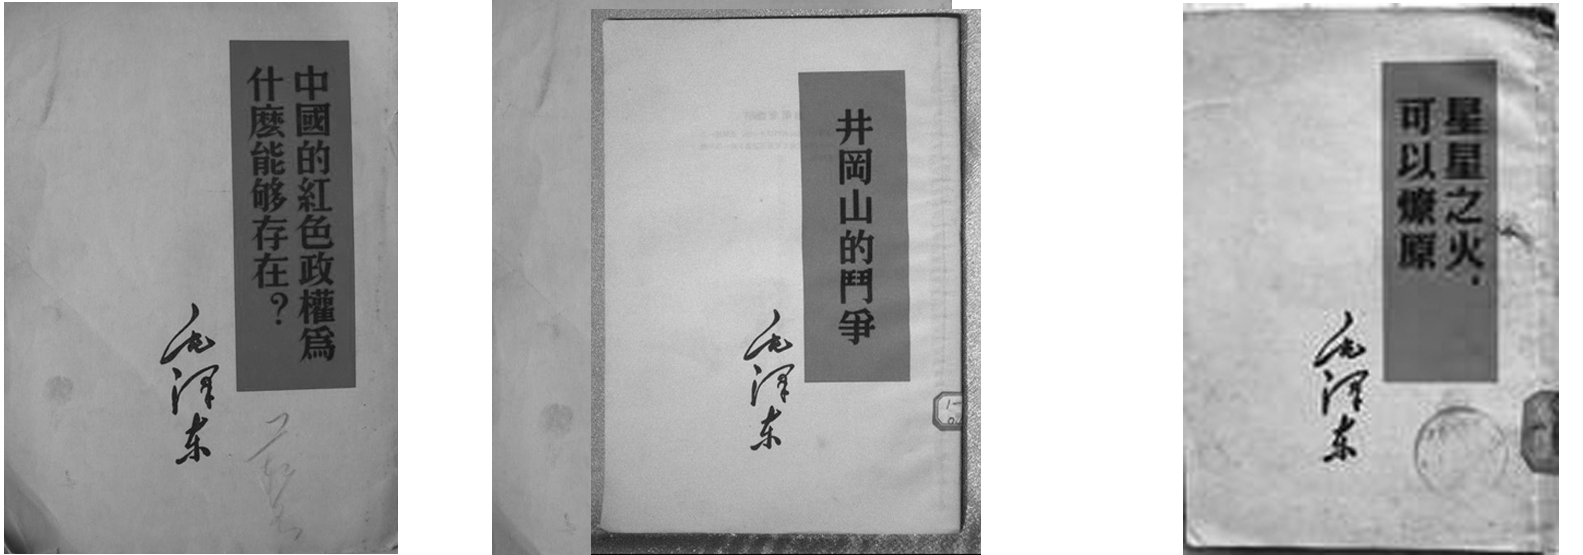 中國的紅色政權爲
什麽能够存在?
毛泽东
井岡山的鬥爭
毛泽东
星星之火,
可以燎原
毛泽东